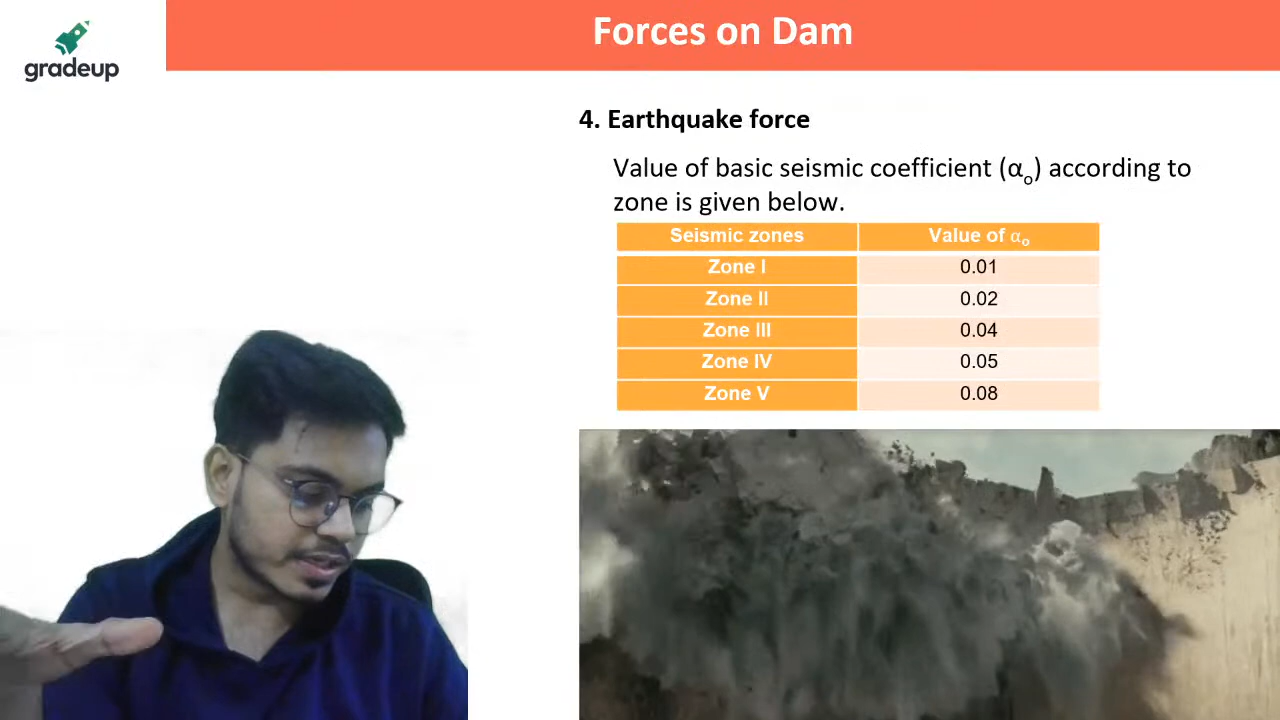 Forces on Dam
gradeup
4. Earthquake force
Value of basic seismic coefficient (αₒ) according to
zone is given below.
Seismic zones Value of αₒ
Zone I 0.01
Zone II 0.02
Zone III 0.04
Zone IV 0.05
Zone V 0.08